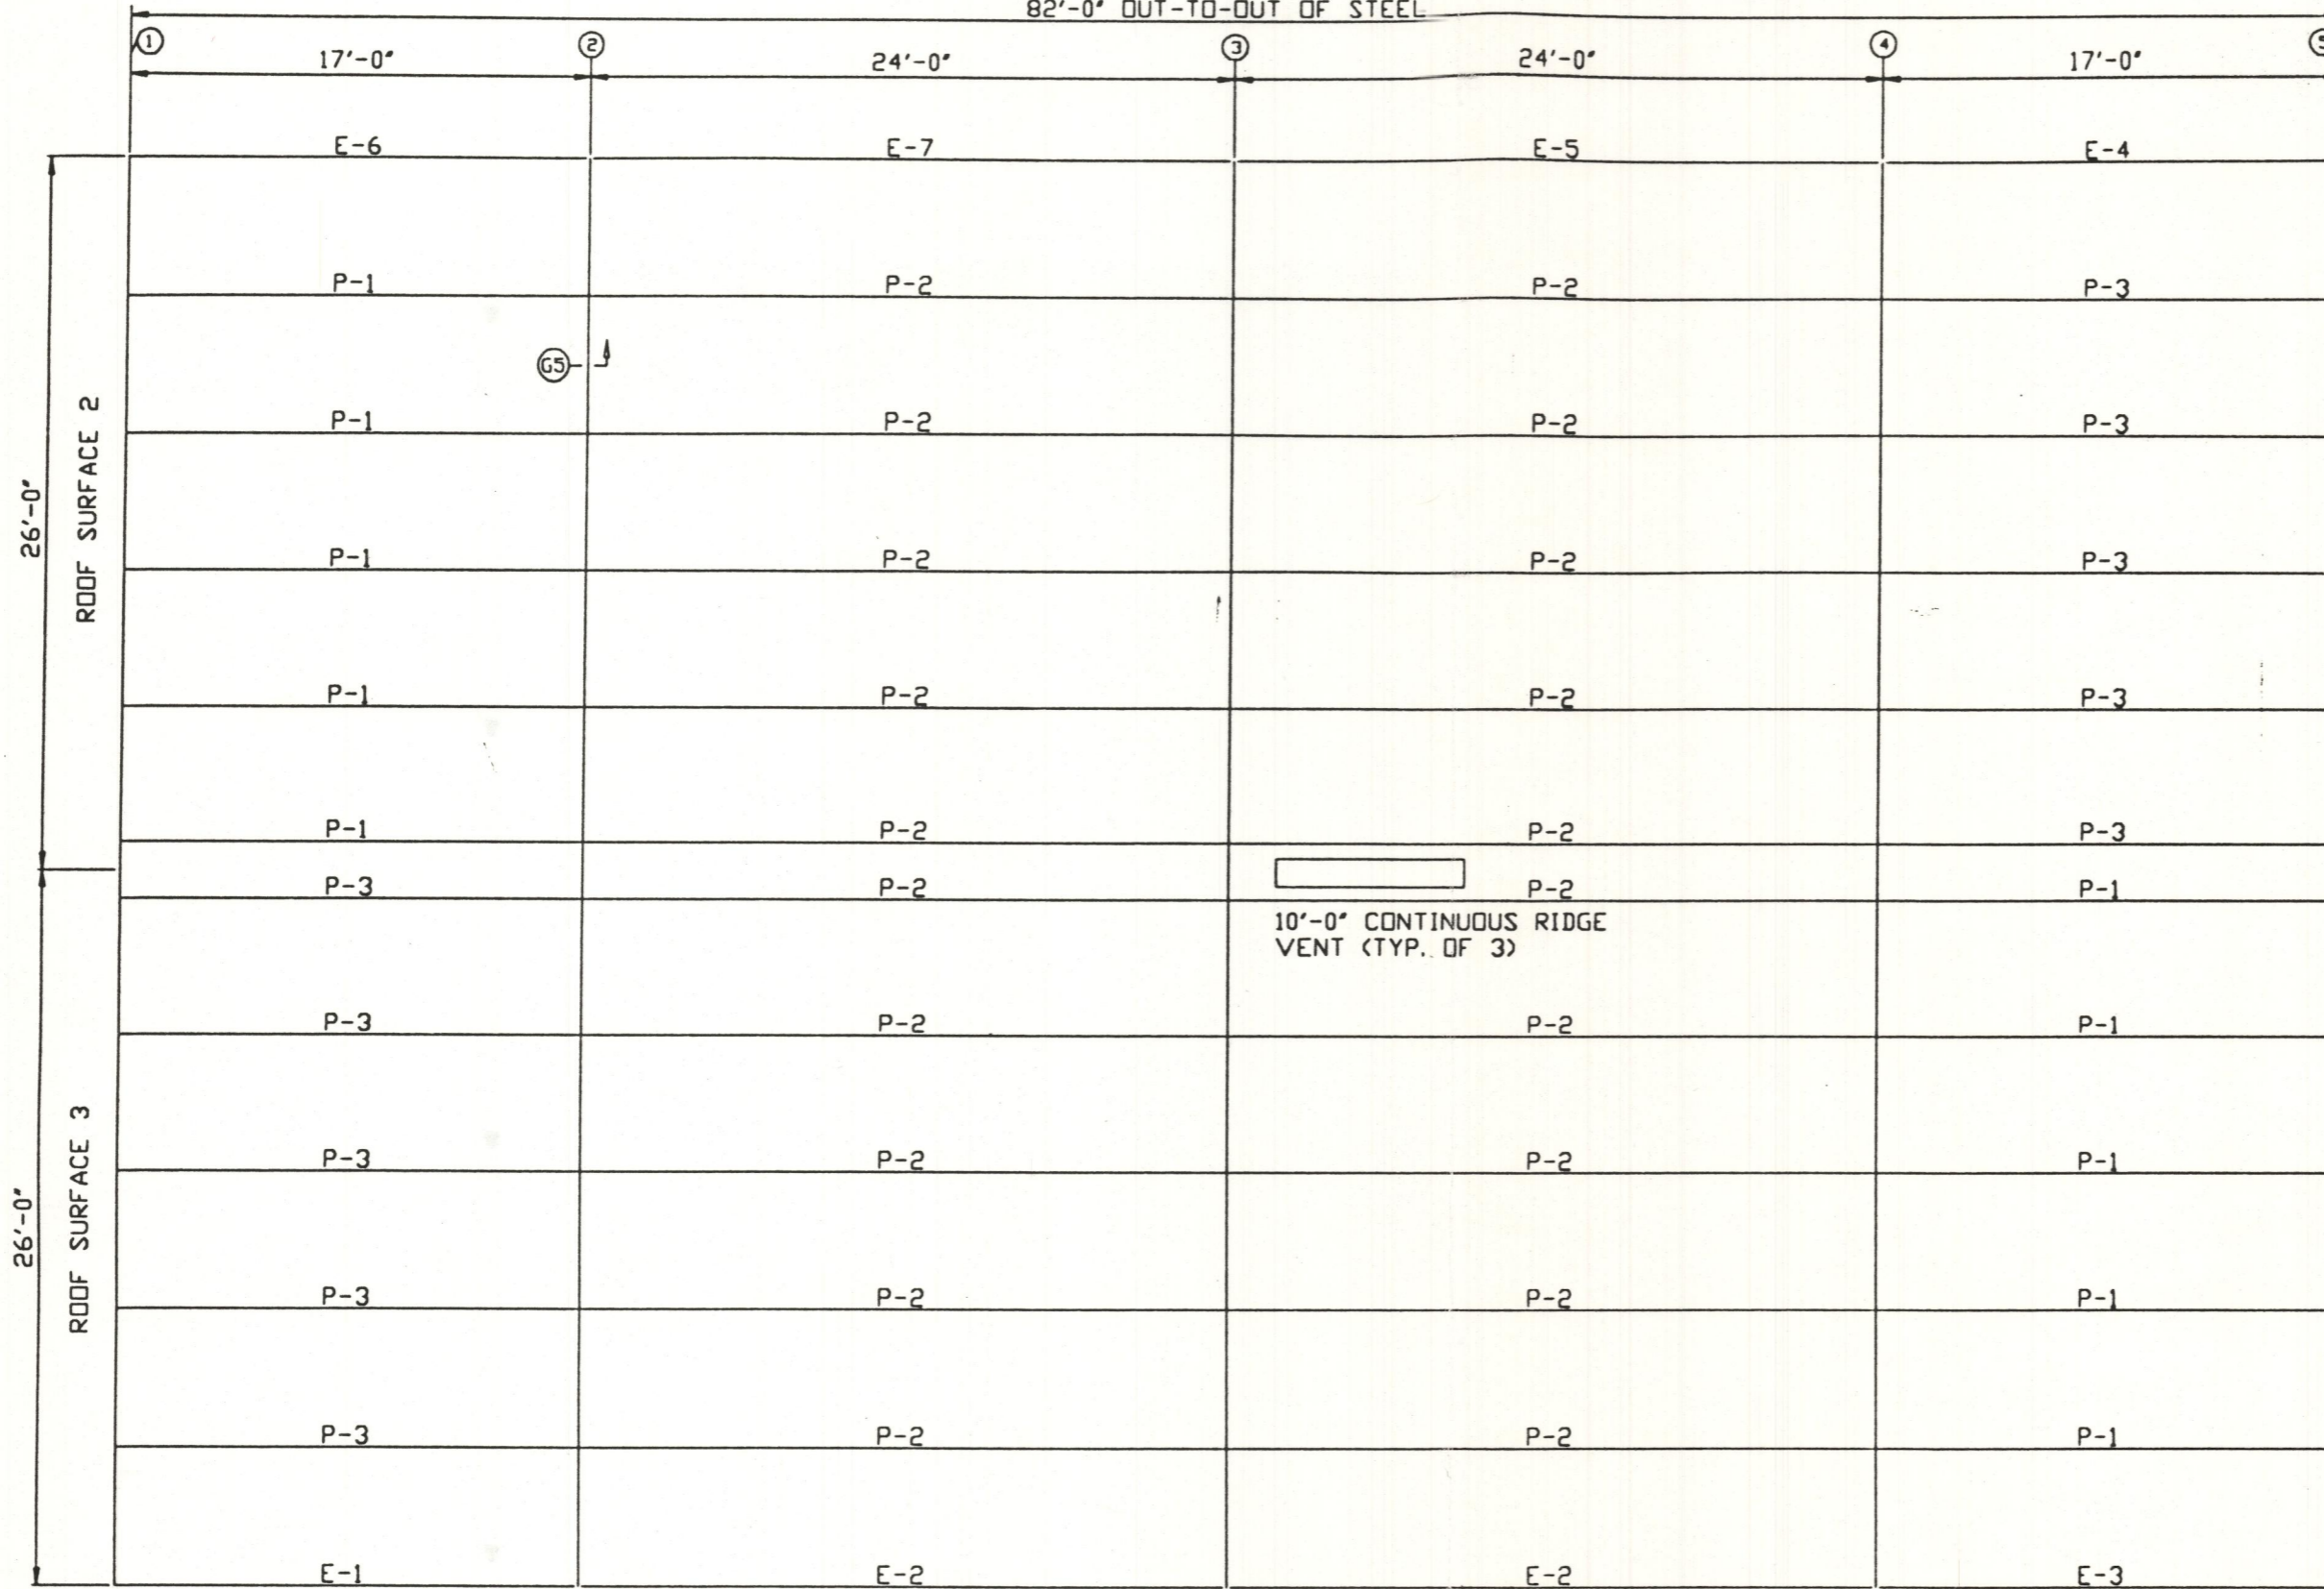 82'-0" OUT-TO-OUT OF STEEL
1 2 3 4 5
17'-0" 24'-0" 24'-0" 17'-0"
E-6 E-7 E-5 E-4
P-1 P-2 P-2 P-3
G5
P-1 P-2 P-2 P-3
ROOF SURFACE 2
26'-0"
P-1 P-2 P-2 P-3
P-1 P-2 P-2 P-3
P-1 P-2 P-2 P-3
P-3 P-2 P-2 P-1
10'-0" CONTINUOUS RIDGE
VENT (TYP. OF 3)
P-3 P-2 P-2 P-1
ROOF SURFACE 3
26'-0"
P-3 P-2 P-2 P-1
P-3 P-2 P-2 P-1
P-3 P-2 P-2 P-1
E-1 E-2 E-2 E-3